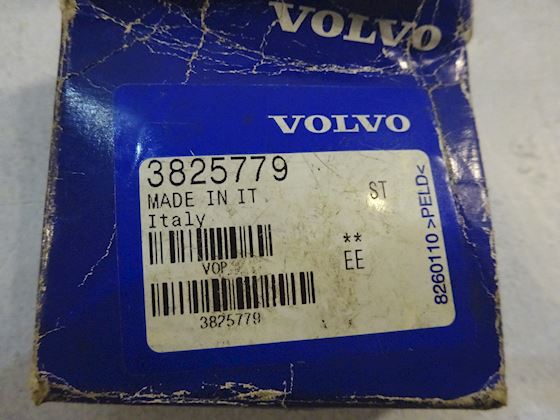 VOLVO
VOLVO
3825779
MADE IN IT
Italy
ST
VOP
**
EE
3825779
8260110 >PELD<